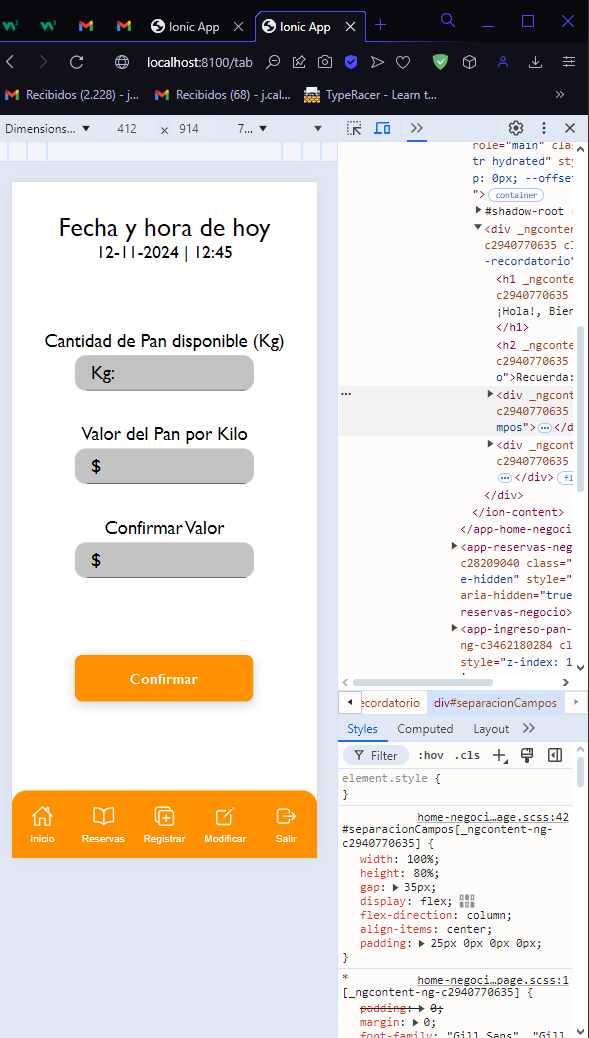 Ionic App
Ionic App
localhost:8100/tab
Recibidos (2.228) - j...
Recibidos (68) - j.cal...
TypeRacer - Learn t...
»
Dimensions... ▼ 412 × 914 7... ▼ ▼
»
Fecha y hora de hoy
12-11-2024 | 12:45
Cantidad de Pan disponible (Kg)
Kg:
Valor del Pan por Kilo
$
Confirmar Valor
$
Confirmar
Inicio
Reservas
Registrar
Modificar
Salir
role="main" clas
tr hydrated" sty
p: 0px; --offset
"> container
▶#shadow-root (
▼<div _ngcont
c2940770635 cl
-recordatorio"
<h1 _ngcont
c2940770635
¡Hola!, Bien
</h1>
<h2 _ngcont
c2940770635
o">Recuerda:
... ▶<div _ngcont
c2940770635
mpos"> ... </d
▶<div _ngcont
c2940770635
... </div> fl
</div>
</ion-content>
</app-home-negoci
▶<app-reservas-neg
c28209040 class="
e-hidden" style="
aria-hidden="true
reservas-negocio>
▶<app-ingreso-pan-
ng-c3462180284 cl
style="z-index: 1
ecordatorio div#separacionCampos
Styles Computed Layout »
Filter :hov .cls
element.style {
}
home-negoci…age.scss:42
#separacionCampos[_ngcontent-ng-
c2940770635] {
width: 100%;
height: 80%;
gap: ▶ 35px;
display: flex;
flex-direction: column;
align-items: center;
padding: ▶ 25px 0px 0px 0px;
}
* home-negoci…page.scss:1
[_ngcontent-ng-c2940770635] {
padding: ▶ 0;
margin: ▶ 0;
font-family: "Gill Sans", "Gill